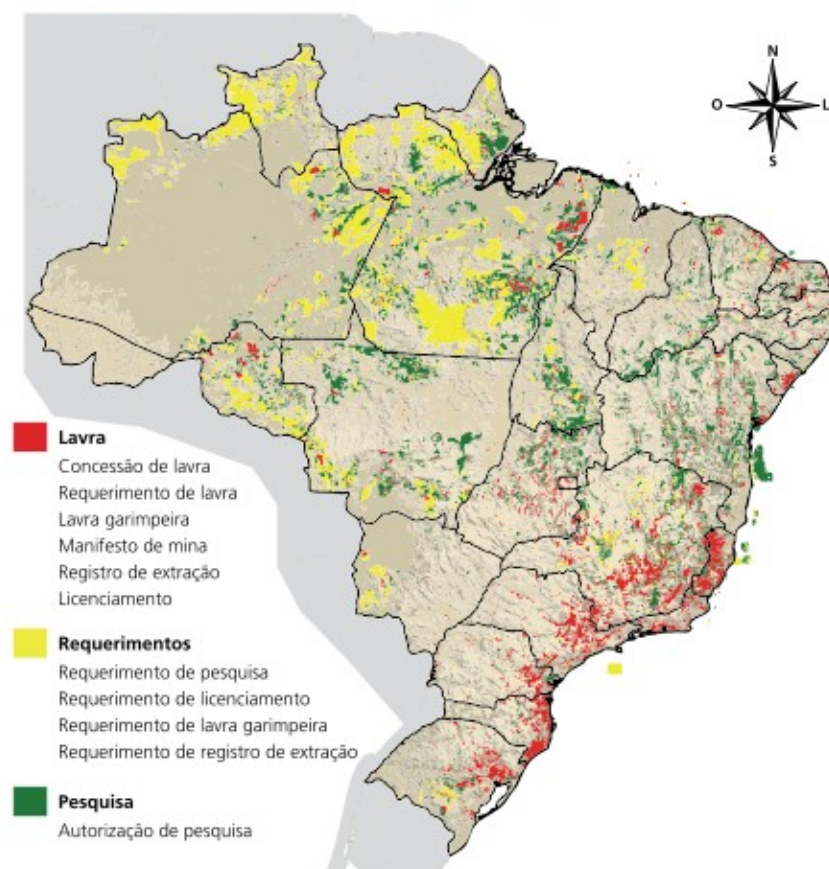 N
O
L
S
Lavra
Concessão de lavra
Requerimento de lavra
Lavra garimpeira
Manifesto de mina
Registro de extração
Licenciamento
Requerimentos
Requerimento de pesquisa
Requerimento de licenciamento
Requerimento de lavra garimpeira
Requerimento de registro de extração
Pesquisa
Autorização de pesquisa